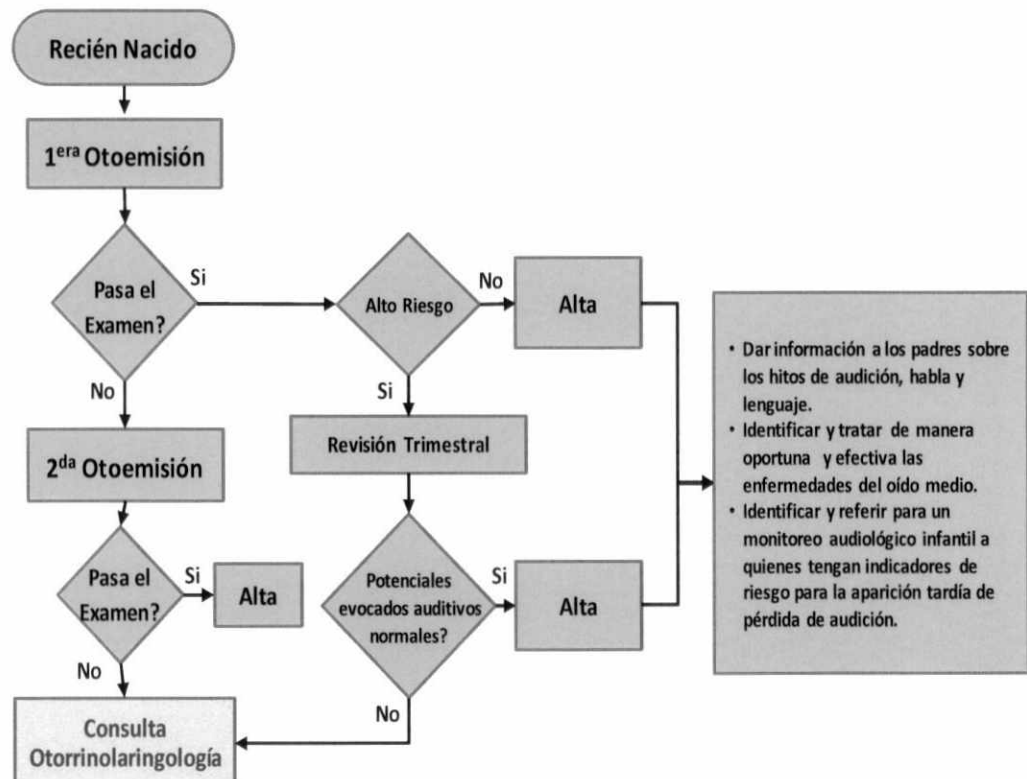 Recién Nacido
1era Otoemisión
Pasa el
Examen?
Si
No
Alto Riesgo
No
Si
Alta
Revisión Trimestral
2da Otoemisión
Pasa el
Examen?
Si
No
Alta
Potenciales
evocados auditivos
normales?
Si
No
Alta
Consulta
Otorrinolaringología
• Dar información a los padres sobre
los hitos de audición, habla y
lenguaje.
• Identificar y tratar de manera
oportuna y efectiva las
enfermedades del oído medio.
• Identificar y referir para un
monitoreo audiológico infantil a
quienes tengan indicadores de
riesgo para la aparición tardía de
pérdida de audición.